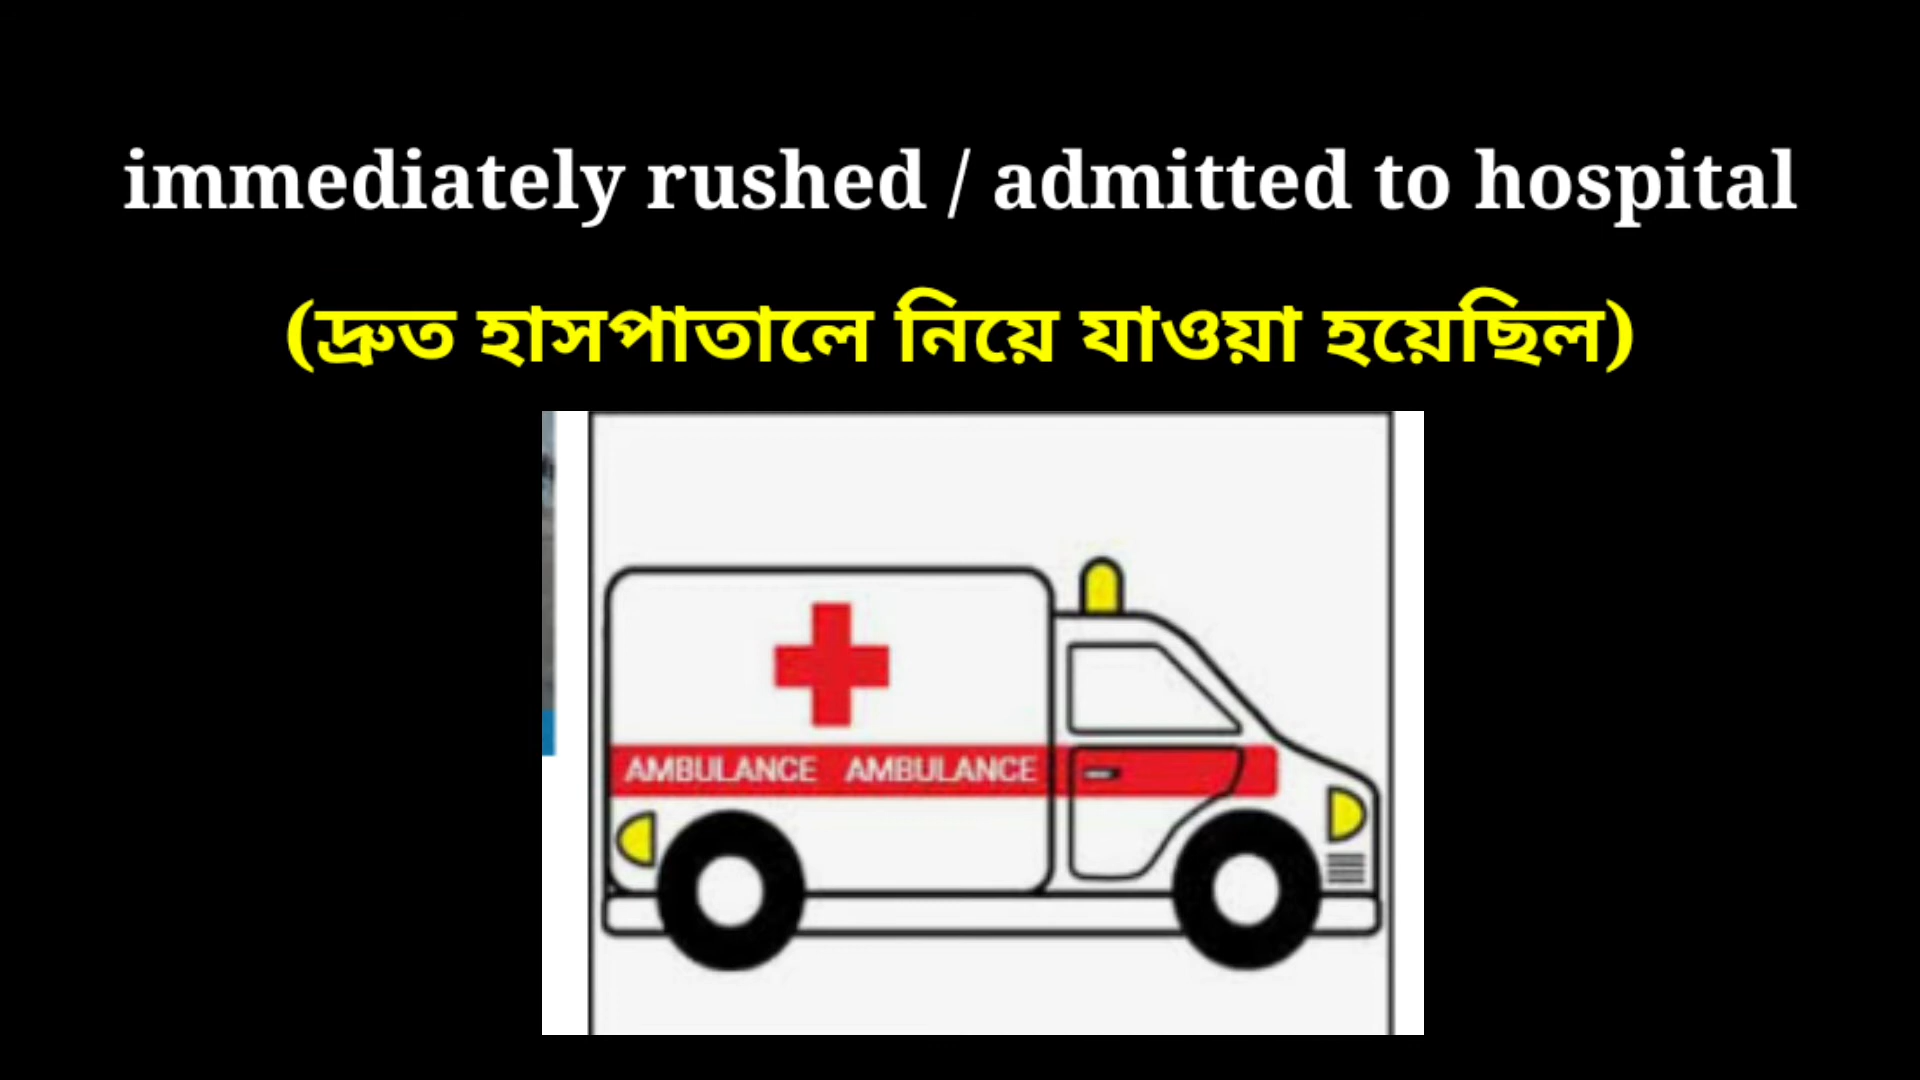 immediately rushed / admitted to hospital
(দ্রুত হাসপাতালে নিয়ে যাওয়া হয়েছিল)
AMBULANCE AMBULANCE